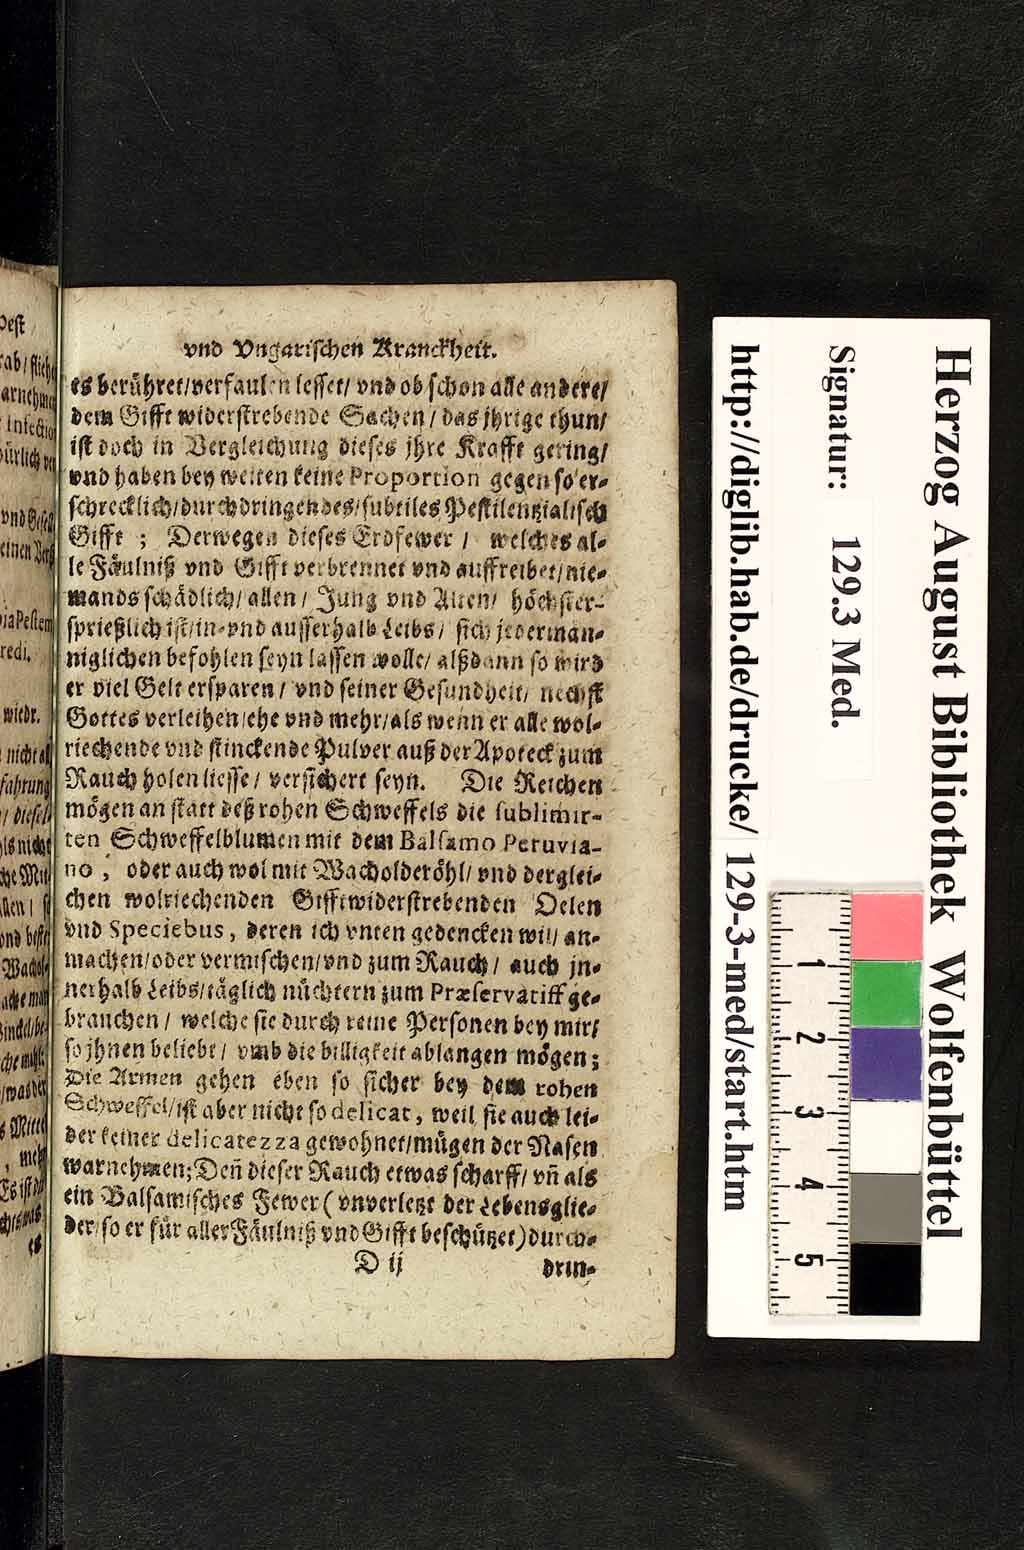 vnd Vngarischen Kranckheit.
es berühret/verfaulen lesset/ vnd ob schon alle andere/
dem Gifft widerstrebende Sachen/ das jhrige thun/
ist doch in Vergleichung dieses jhre Krafft gering/
vnd haben bey weiten keine Proportion gegen so er-
schrecklich/durchdringendes/subtiles Pestilentzialisch
Gifft ; Derwegen dieses Erdfewer / welches al-
le Fäulniß vnd Gifft verbrennet vnd auffreibet/nie-
mands schädlich/ allen / Jung vnd Alten/ höchster-
sprießlich ist/in-vnd ausserhalb Leibs/ sich jederman-
niglichen befohlen seyn lassen wolle/ alßdann so wird
er viel Gelt ersparen/ vnd seiner Gesundheit/ nechst
Gottes verleihen/ehe vnd mehr/als wenn er alle wol-
riechende vnd stinckende Pulver auß der Apoteck zum
Rauch holen liesse/ versichert seyn. Die Reichen
mögen an statt deß rohen Schweffels die sublimir-
ten Schweffelblumen mit dem Balsamo Peruvia-
no , oder auch wol mit Wacholderöhl/ vnd derglei-
chen wolriechenden Gifftwiderstrebenden Oelen
vnd Speciebus, deren ich vnten gedencken wil/ an-
machen/oder vermischen/vnd zum Rauch/ auch jn-
nerhalb Leibs/täglich nüchtern zum Præservatiff ge-
brauchen/ welche sie durch reine Personen bey mir/
so jhnen beliebt/ vmb die billigkeit ablangen mögen;
Die Armen gehen eben so sicher bey dem rohen
Schweffel/ist aber nicht so delicat, weil sie auch lei-
der keiner delicatezza gewohnet/mügen der Nasen
warnehmen; Deñ dieser Rauch etwas scharff/ vñ als
ein Balsamisches Fewer ( vnverletzt der Lebensglie-
der/so er für aller Fäulniß vnd Gifft beschützet) durch-
D ij drin-
Herzog August Bibliothek Wolfenbüttel
Signatur: 129.3 Med.
http://diglib.hab.de/drucke/ 129-3-med/start.htm
1
2
3
4
5